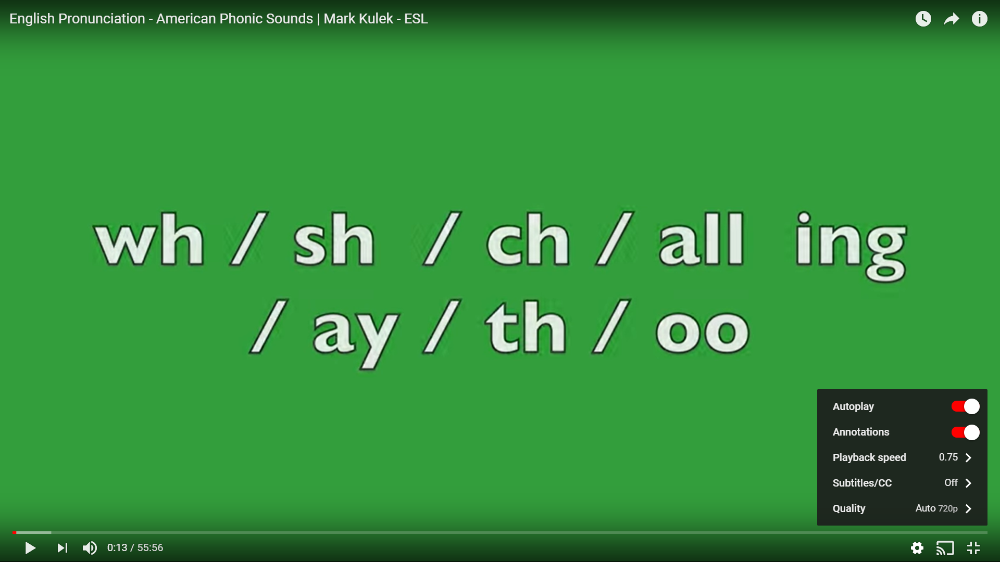 English Pronunciation - American Phonic Sounds | Mark Kulek - ESL
wh / sh / ch / all ing
/ ay / th / oo
Autoplay
Annotations
Playback speed 0.75
Subtitles/CC Off
Quality Auto 720p
0:13 / 55:56